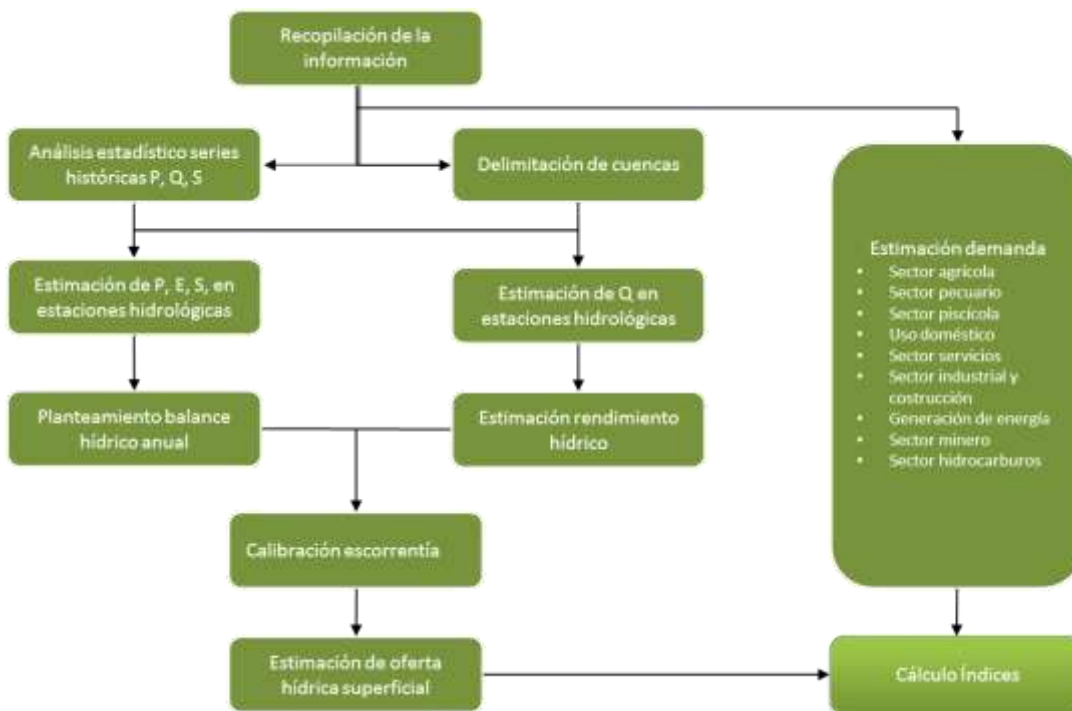 Recopilación de la
información
Análisis estadístico series
históricas P, Q, S
Delimitación de cuencas
Estimación demanda
• Sector agrícola
• Sector pecuario
• Sector piscícola
• Uso doméstico
• Sector servicios
• Sector industrial y
costrucción
• Generación de energía
• Sector minero
• Sector hidrocarburos
Estimación de P, E, S, en
estaciones hidrológicas
Estimación de Q en
estaciones hidrológicas
Planteamiento balance
hídrico anual
Estimación rendimiento
hídrico
Calibración escorrentía
Estimación de oferta
hídrica superficial
Cálculo Índices